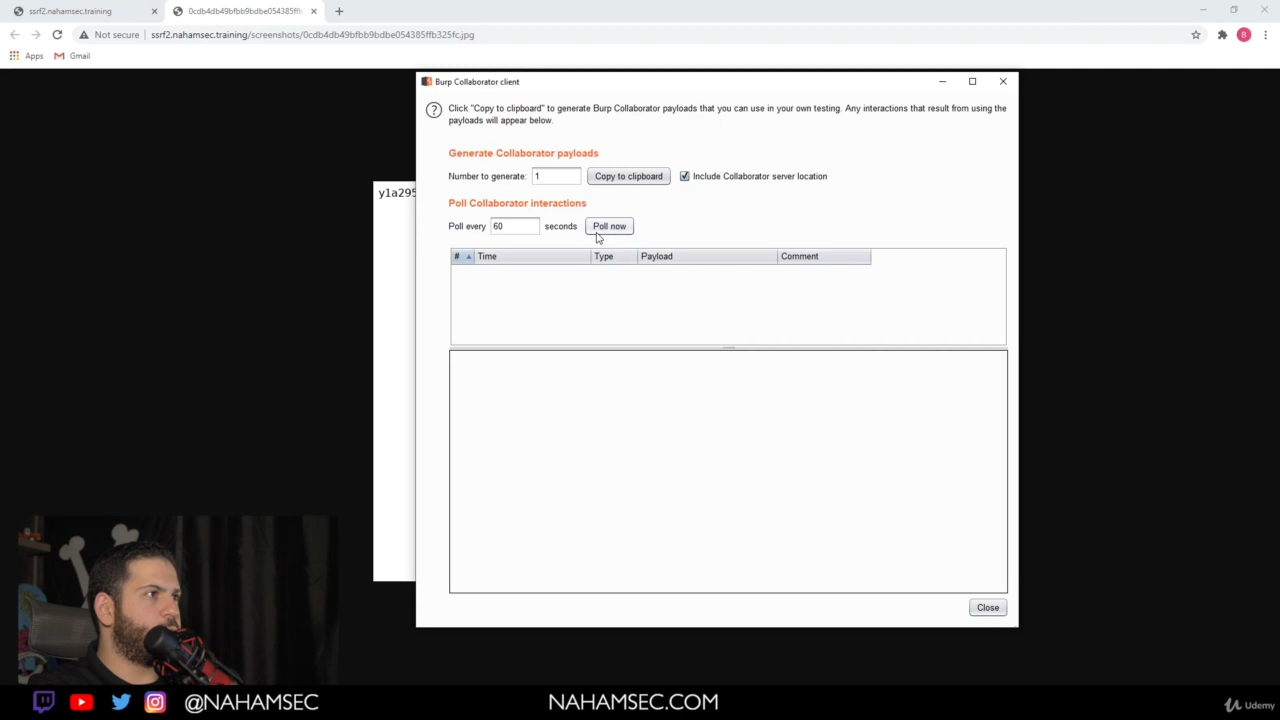 ssrf2.nahamsec.training
0cdb4db49bfbb9bdbe054385ff
Not secure
ssrf2.nahamsec.training/screenshots/0cdb4db49bfbb9bdbe054385ffb325fc.jpg
B
Apps
Gmail
Burp Collaborator client
?
Click "Copy to clipboard" to generate Burp Collaborator payloads that you can use in your own testing. Any interactions that result from using the
payloads will appear below.
Generate Collaborator payloads
Number to generate: 1 Copy to clipboard Include Collaborator server location
y1a295
Poll Collaborator interactions
Poll every 60 seconds Poll now
# Time Type Payload Comment
Close
@NAHAMSEC
NAHAMSEC.COM
Udemy